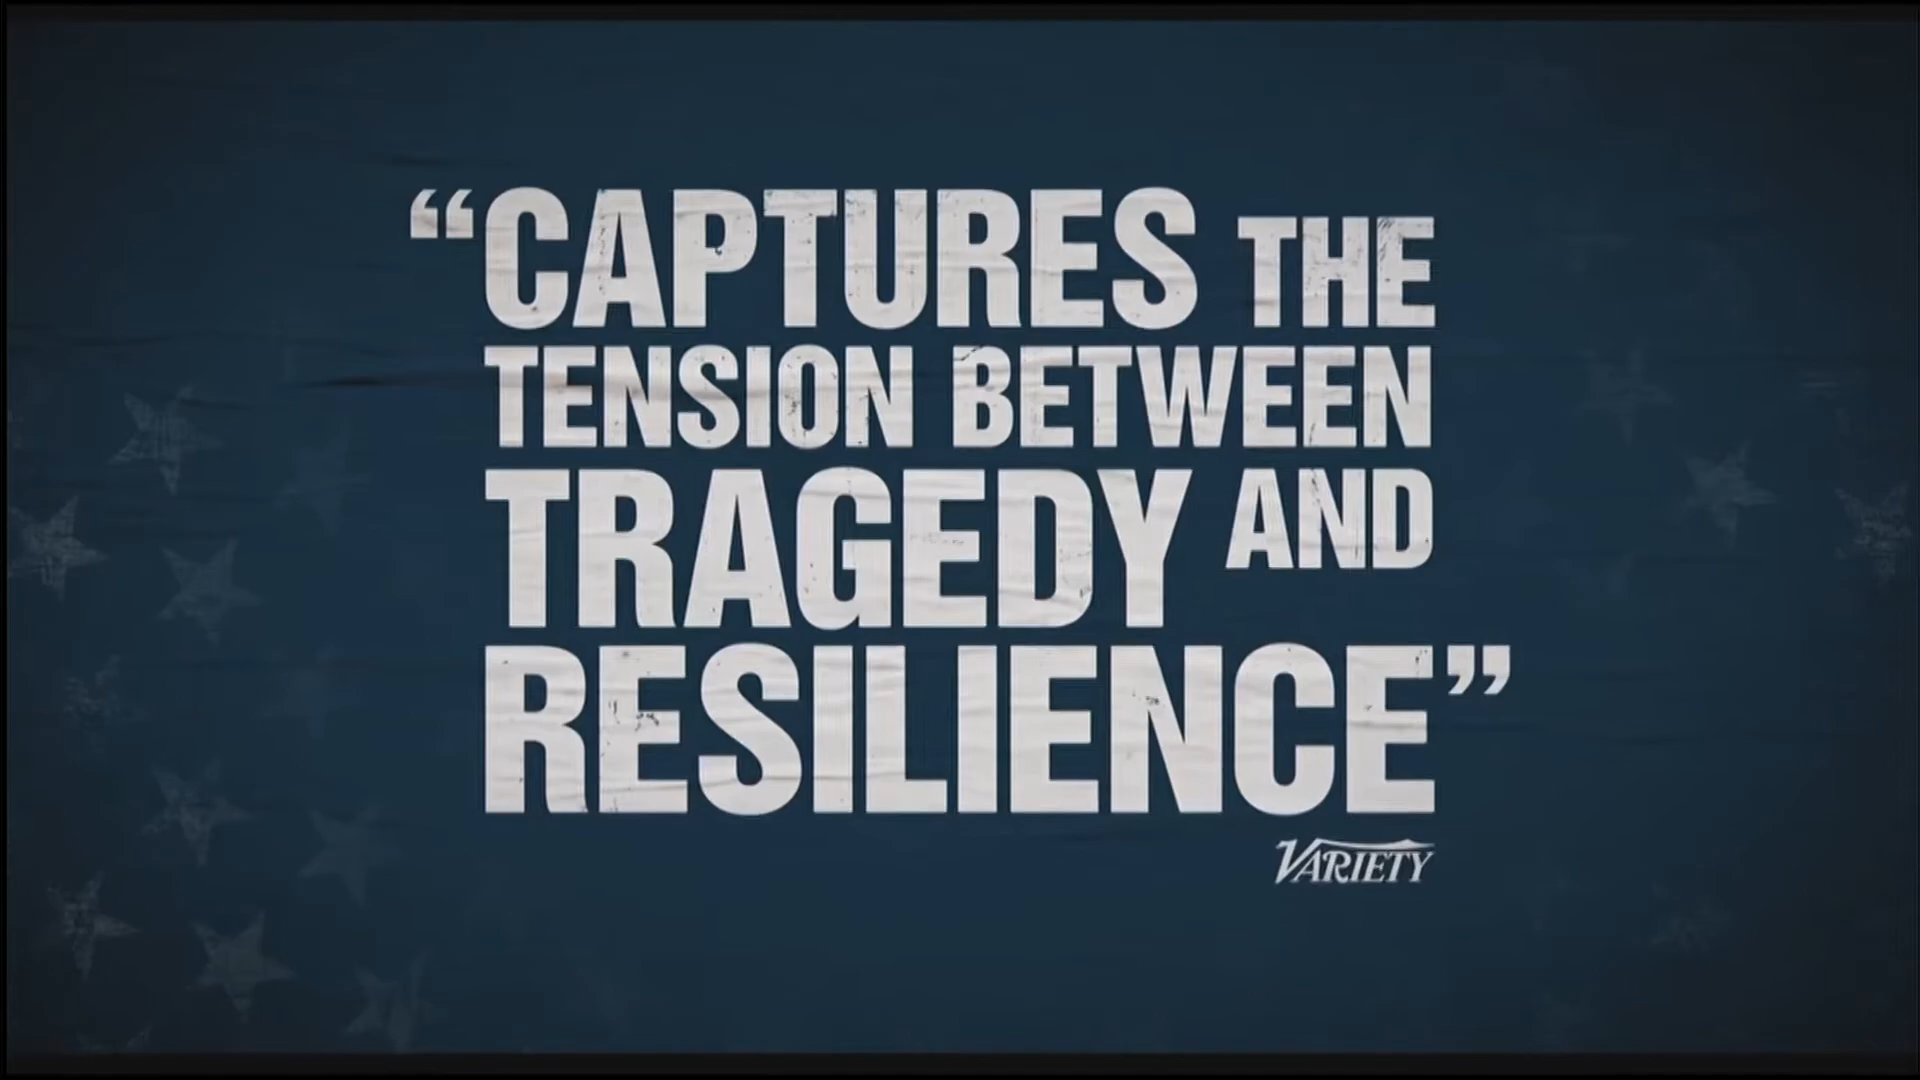 “CAPTURES THE
TENSION BETWEEN
TRAGEDY AND
RESILIENCE”
VARIETY